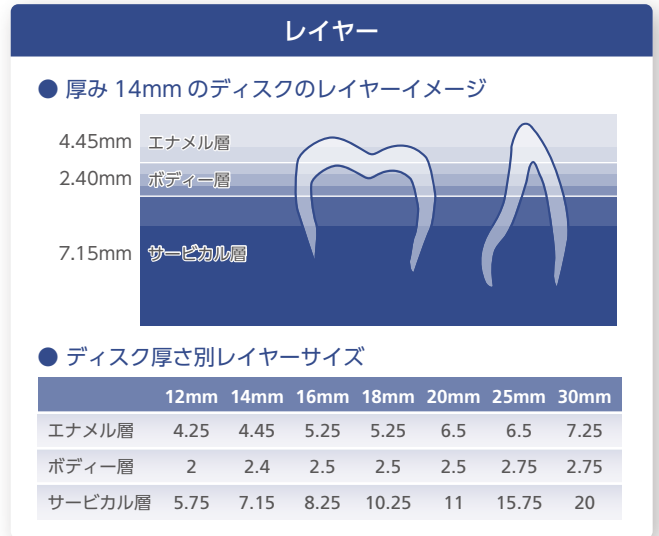 レイヤー
● 厚み 14mm のディスクのレイヤーイメージ
4.45mm エナメル層
2.40mm ボディー層
7.15mm サービカル層
● ディスク厚さ別レイヤーサイズ
12mm 14mm 16mm 18mm 20mm 25mm 30mm
エナメル層 4.25 4.45 5.25 5.25 6.5 6.5 7.25
ボディー層 2 2.4 2.5 2.5 2.5 2.75 2.75
サービカル層 5.75 7.15 8.25 10.25 11 15.75 20